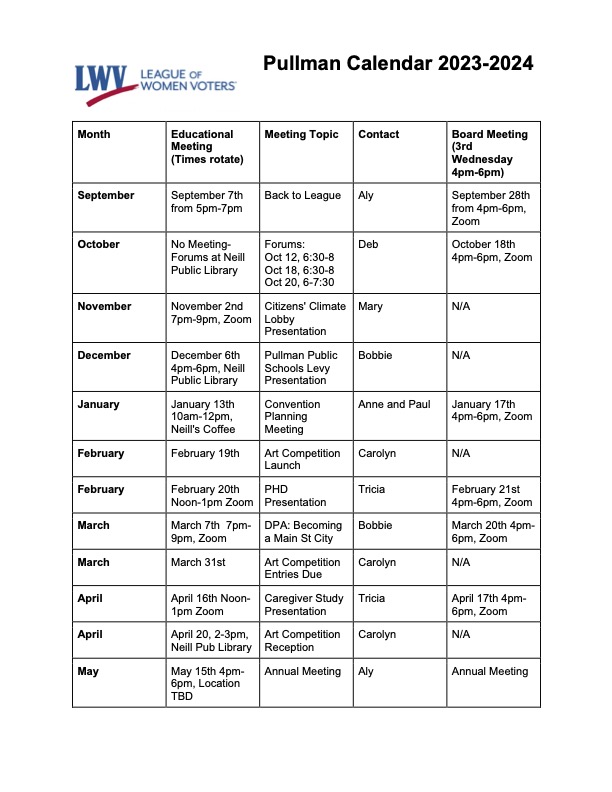 LWV LEAGUE OF
WOMEN VOTERS®
Pullman Calendar 2023-2024
Month
Educational
Meeting
(Times rotate)
Meeting Topic
Contact
Board Meeting
(3rd
Wednesday
4pm-6pm)
September
September 7th
from 5pm-7pm
Back to League
Aly
September 28th
from 4pm-6pm,
Zoom
October
No Meeting-
Forums at Neill
Public Library
Forums:
Oct 12, 6:30-8
Oct 18, 6:30-8
Oct 20, 6-7:30
Deb
October 18th
4pm-6pm, Zoom
November
November 2nd
7pm-9pm, Zoom
Citizens' Climate
Lobby
Presentation
Mary
N/A
December
December 6th
4pm-6pm, Neill
Public Library
Pullman Public
Schools Levy
Presentation
Bobbie
N/A
January
January 13th
10am-12pm,
Neill's Coffee
Convention
Planning
Meeting
Anne and Paul
January 17th
4pm-6pm, Zoom
February
February 19th
Art Competition
Launch
Carolyn
N/A
February
February 20th
Noon-1pm Zoom
PHD
Presentation
Tricia
February 21st
4pm-6pm, Zoom
March
March 7th  7pm-
9pm, Zoom
DPA: Becoming
a Main St City
Bobbie
March 20th 4pm-
6pm, Zoom
March
March 31st
Art Competition
Entries Due
Carolyn
N/A
April
April 16th Noon-
1pm Zoom
Caregiver Study
Presentation
Tricia
April 17th 4pm-
6pm, Zoom
April
April 20, 2-3pm,
Neill Pub Library
Art Competition
Reception
Carolyn
N/A
May
May 15th 4pm-
6pm, Location
TBD
Annual Meeting
Aly
Annual Meeting